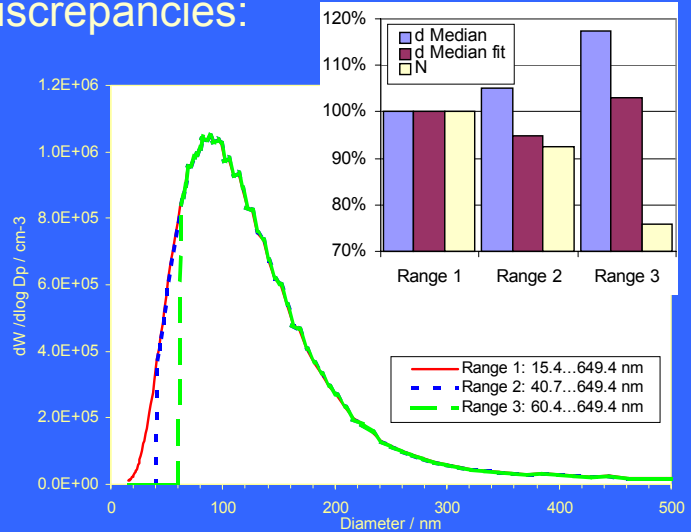 iscrepancies:
120%
110%
100%
90%
80%
70%
d Median
d Median fit
N
Range 1 Range 2 Range 3
1.2E+06
1.0E+06
8.0E+05
6.0E+05
4.0E+05
2.0E+05
0.0E+00
dW /dlog Dp / cm-3
Range 1: 15.4...649.4 nm
Range 2: 40.7...649.4 nm
Range 3: 60.4...649.4 nm
0 100 200 300 400 500
Diameter / nm